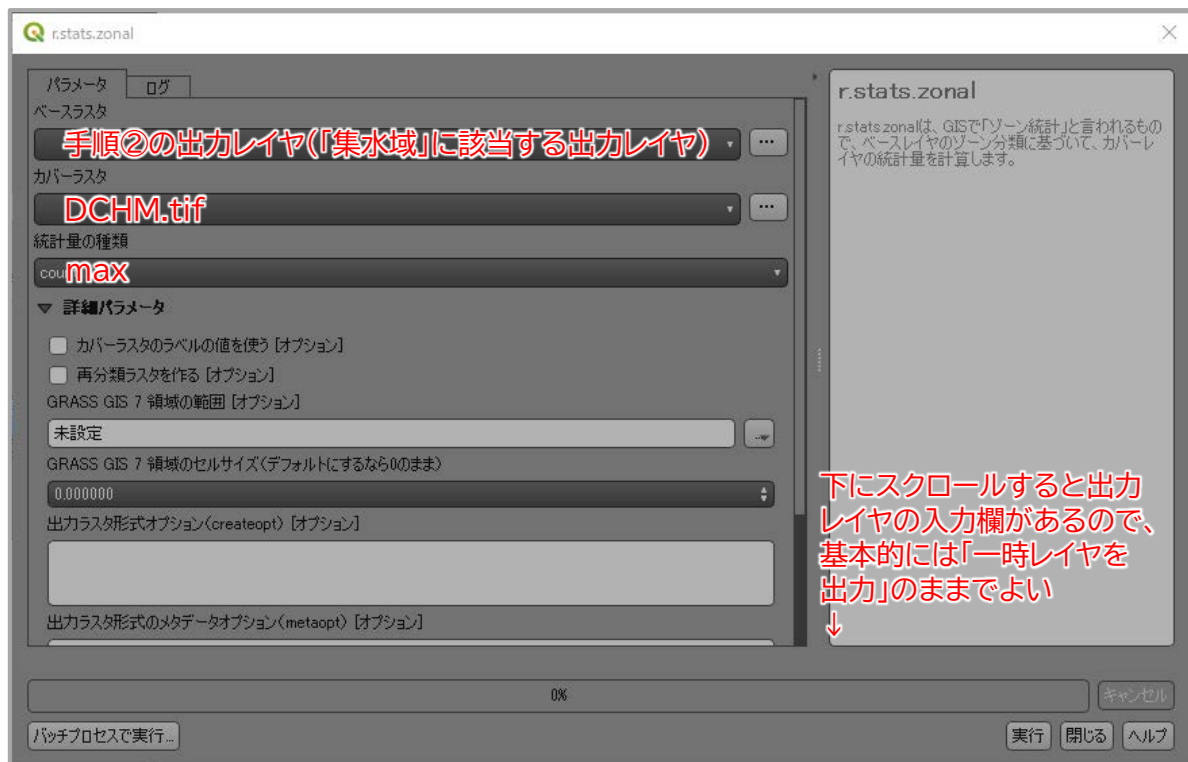 r.stats.zonal
パラメータ
ログ
ベースラスタ
手順②の出力レイヤ(「集水域」に該当する出力レイヤ)
…
カバーラスタ
DCHM.tif
…
統計量の種類
max
▼ 詳細パラメータ
カバーラスタのラベルの値を使う [オプション]
再分類ラスタを作る [オプション]
GRASS GIS 7 領域の範囲 [オプション]
未設定
GRASS GIS 7 領域のセルサイズ(デフォルトにするなら0のまま)
0.000000
出力ラスタ形式オプション(createopt) [オプション]
出力ラスタ形式のメタデータオプション(metaopt) [オプション]
r.stats.zonal
r.stats.zonalは、GISで「ゾーン統計」と言われるもの
で、ベースレイヤのゾーン分類に基づいて、カバーレ
イヤの統計量を計算します。
下にスクロールすると出力
レイヤの入力欄があるので、
基本的には「一時レイヤを
出力」のままでよい
↓
0%
キャンセル
バッチプロセスで実行...
実行
閉じる
ヘルプ